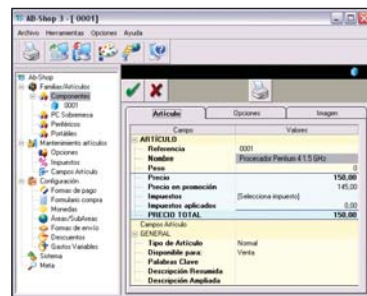 AD-Shop 3 - [ 0001]
Archivo Herramientas Opciones Ayuda
Ab-Shop
Familias/Artículos
Componentes
0001
PC Sobremesa
Periféricos
Portátiles
Mantenimiento artículos
Opciones
Impuestos
Campos Artículo
Configuración
Formas de pago
Formulario compra
Monedas
Áreas/SubÁreas
Formas de envío
Descuentos
Gastos Variables
Sistema
Meta
Artículo Opciones Imagen
Campo Valores
ARTÍCULO
Referencia 0001
Nombre Procesador Pentium 4 1.5 GHz
Peso 0
Precio 150,00
Precio en promoción 145,00
Impuestos [Selecciona impuesto]
Impuestos aplicados 0,00
PRECIO TOTAL 150,00
Campos Artículo
GENERAL
Tipo de Artículo Normal
Disponible para: Venta
Palabras Clave
Descripción Resumida
Descripción Ampliada